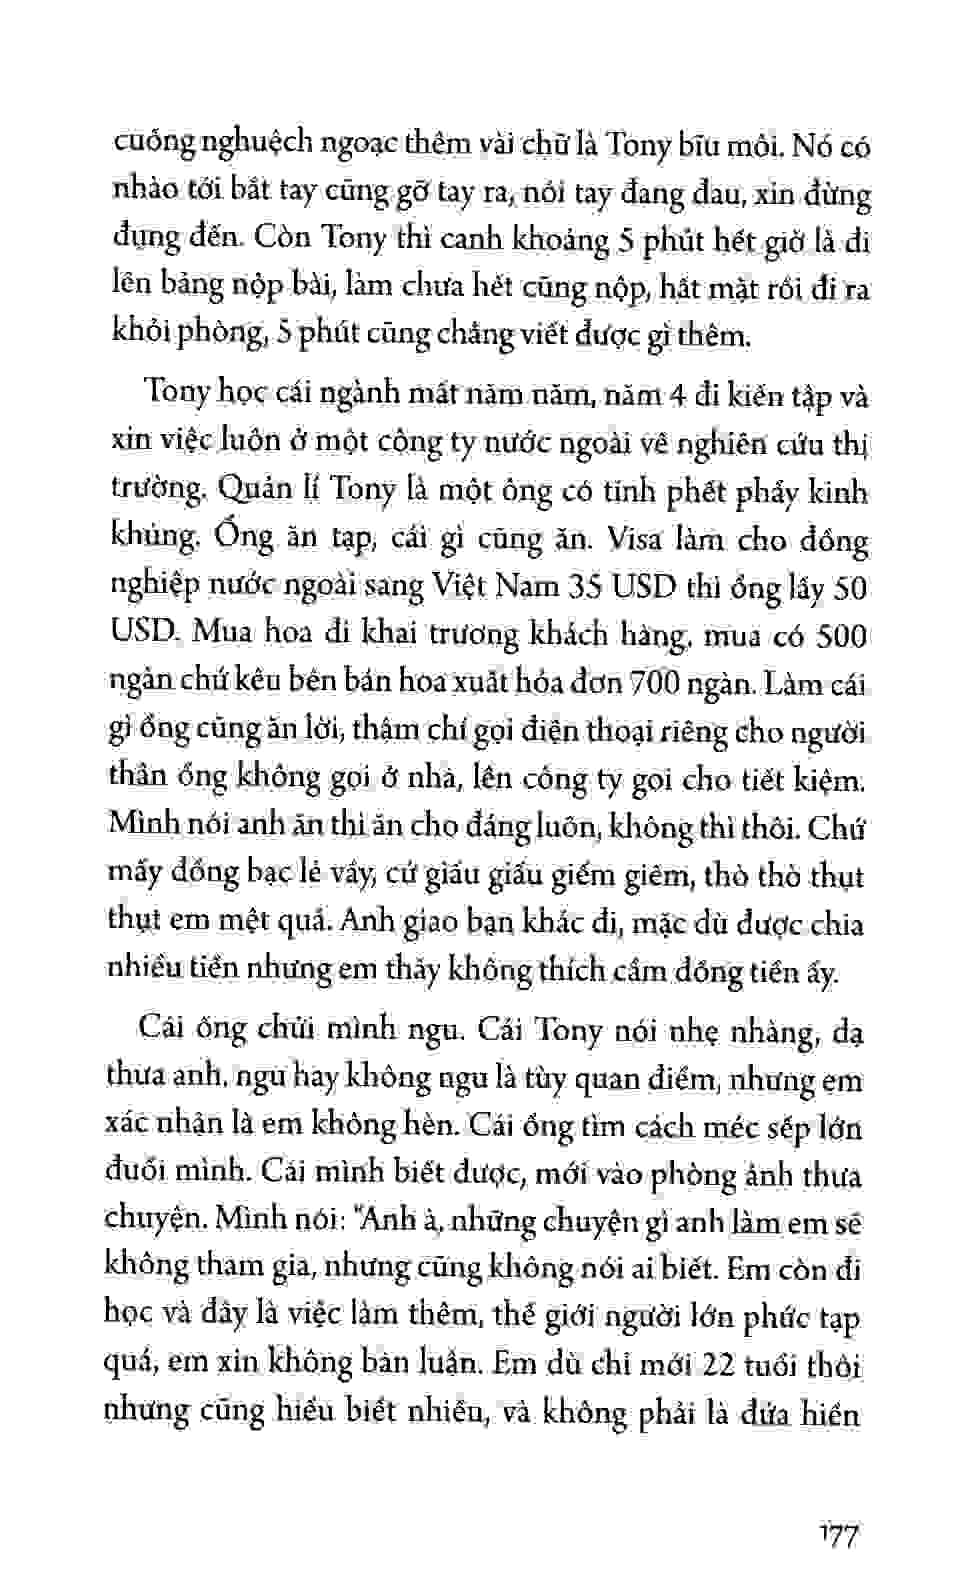 cuống nghuệch ngoạc thêm vài chữ là Tony bĩu môi. Nó có
nhào tới bắt tay cũng gỡ tay ra, nói tay đang đau, xin đừng
đụng đến. Còn Tony thì canh khoảng 5 phút hết giờ là đi
lên bảng nộp bài, làm chưa hết cũng nộp, hất mặt rồi đi ra
khỏi phòng, 5 phút cũng chẳng viết được gì thêm.
Tony học cái ngành mất năm năm, năm 4 đi kiến tập và
xin việc luôn ở một công ty nước ngoài về nghiên cứu thị
trường. Quản lí Tony là một ông có tính phết phẩy kinh
khủng. Ổng ăn tạp, cái gì cũng ăn. Visa làm cho đồng
nghiệp nước ngoài sang Việt Nam 35 USD thì ổng lấy 50
USD. Mua hoa đi khai trương khách hàng, mua có 500
ngàn chứ kêu bên bán hoa xuất hóa đơn 700 ngàn. Làm cái
gì ổng cũng ăn lời, thậm chí gọi điện thoại riêng cho người
thân ổng không gọi ở nhà, lên công ty gọi cho tiết kiệm.
Mình nói anh ăn thì ăn cho đáng luôn, không thì thôi. Chứ
mấy đồng bạc lẻ vầy, cứ giấu giấu giếm giếm, thò thò thụt
thụt em mệt quá. Anh giao bạn khác đi, mặc dù được chia
nhiều tiền nhưng em thấy không thích cầm đồng tiền ấy.
Cái ổng chửi mình ngu. Cái Tony nói nhẹ nhàng, dạ
thưa anh, ngu hay không ngu là tùy quan điểm, nhưng em
xác nhận là em không hèn. Cái ổng tìm cách méc sếp lớn
đuổi mình. Cái mình biết được, mới vào phòng ảnh thưa
chuyện. Mình nói: "Anh à, những chuyện gì anh làm em sẽ
không tham gia, nhưng cũng không nói ai biết. Em còn đi
học và đây là việc làm thêm, thế giới người lớn phức tạp
quá, em xin không bàn luận. Em dù chỉ mới 22 tuổi thôi
nhưng cũng hiểu biết nhiều, và không phải là đứa hiền
177